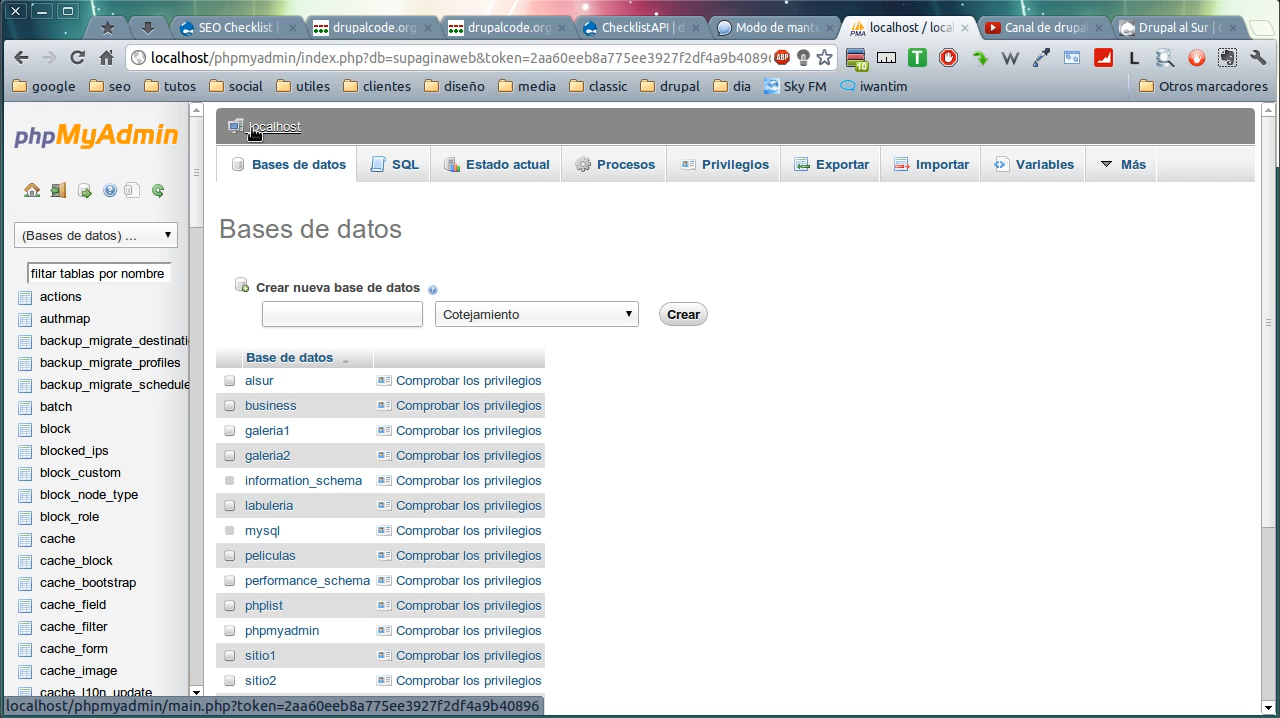 SEO Checklist |
drupalcode.org
drupalcode.org
ChecklistAPI | d
Modo de mante
localhost / local
Canal de drupal
Drupal al Sur |
localhost/phpmyadmin/index.php?db=supaginaweb&token=2aa60eeb8a775ee3927f2df4a9b40896
ABP
10
T
W
L
google
seo
tutos
social
utiles
clientes
diseño
media
classic
drupal
dia
Sky FM
iwantim
Otros marcadores
phpMyAdmin
localhost
Bases de datos
SQL
Estado actual
Procesos
Privilegios
Exportar
Importar
Variables
Más
(Bases de datos) ...
filtar tablas por nombre
actions
authmap
backup_migrate_destinati
backup_migrate_profiles
backup_migrate_schedule
batch
block
blocked_ips
block_custom
block_node_type
block_role
cache
cache_block
cache_bootstrap
cache_field
cache_filter
cache_form
cache_image
cache_l10n_update
Bases de datos
Crear nueva base de datos
Cotejamiento
Crear
Base de datos
alsur Comprobar los privilegios
business Comprobar los privilegios
galeria1 Comprobar los privilegios
galeria2 Comprobar los privilegios
information_schema Comprobar los privilegios
labuleria Comprobar los privilegios
mysql Comprobar los privilegios
peliculas Comprobar los privilegios
performance_schema Comprobar los privilegios
phplist Comprobar los privilegios
phpmyadmin Comprobar los privilegios
sitio1 Comprobar los privilegios
sitio2 Comprobar los privilegios
localhost/phpmyadmin/main.php?token=2aa60eeb8a775ee3927f2df4a9b40896